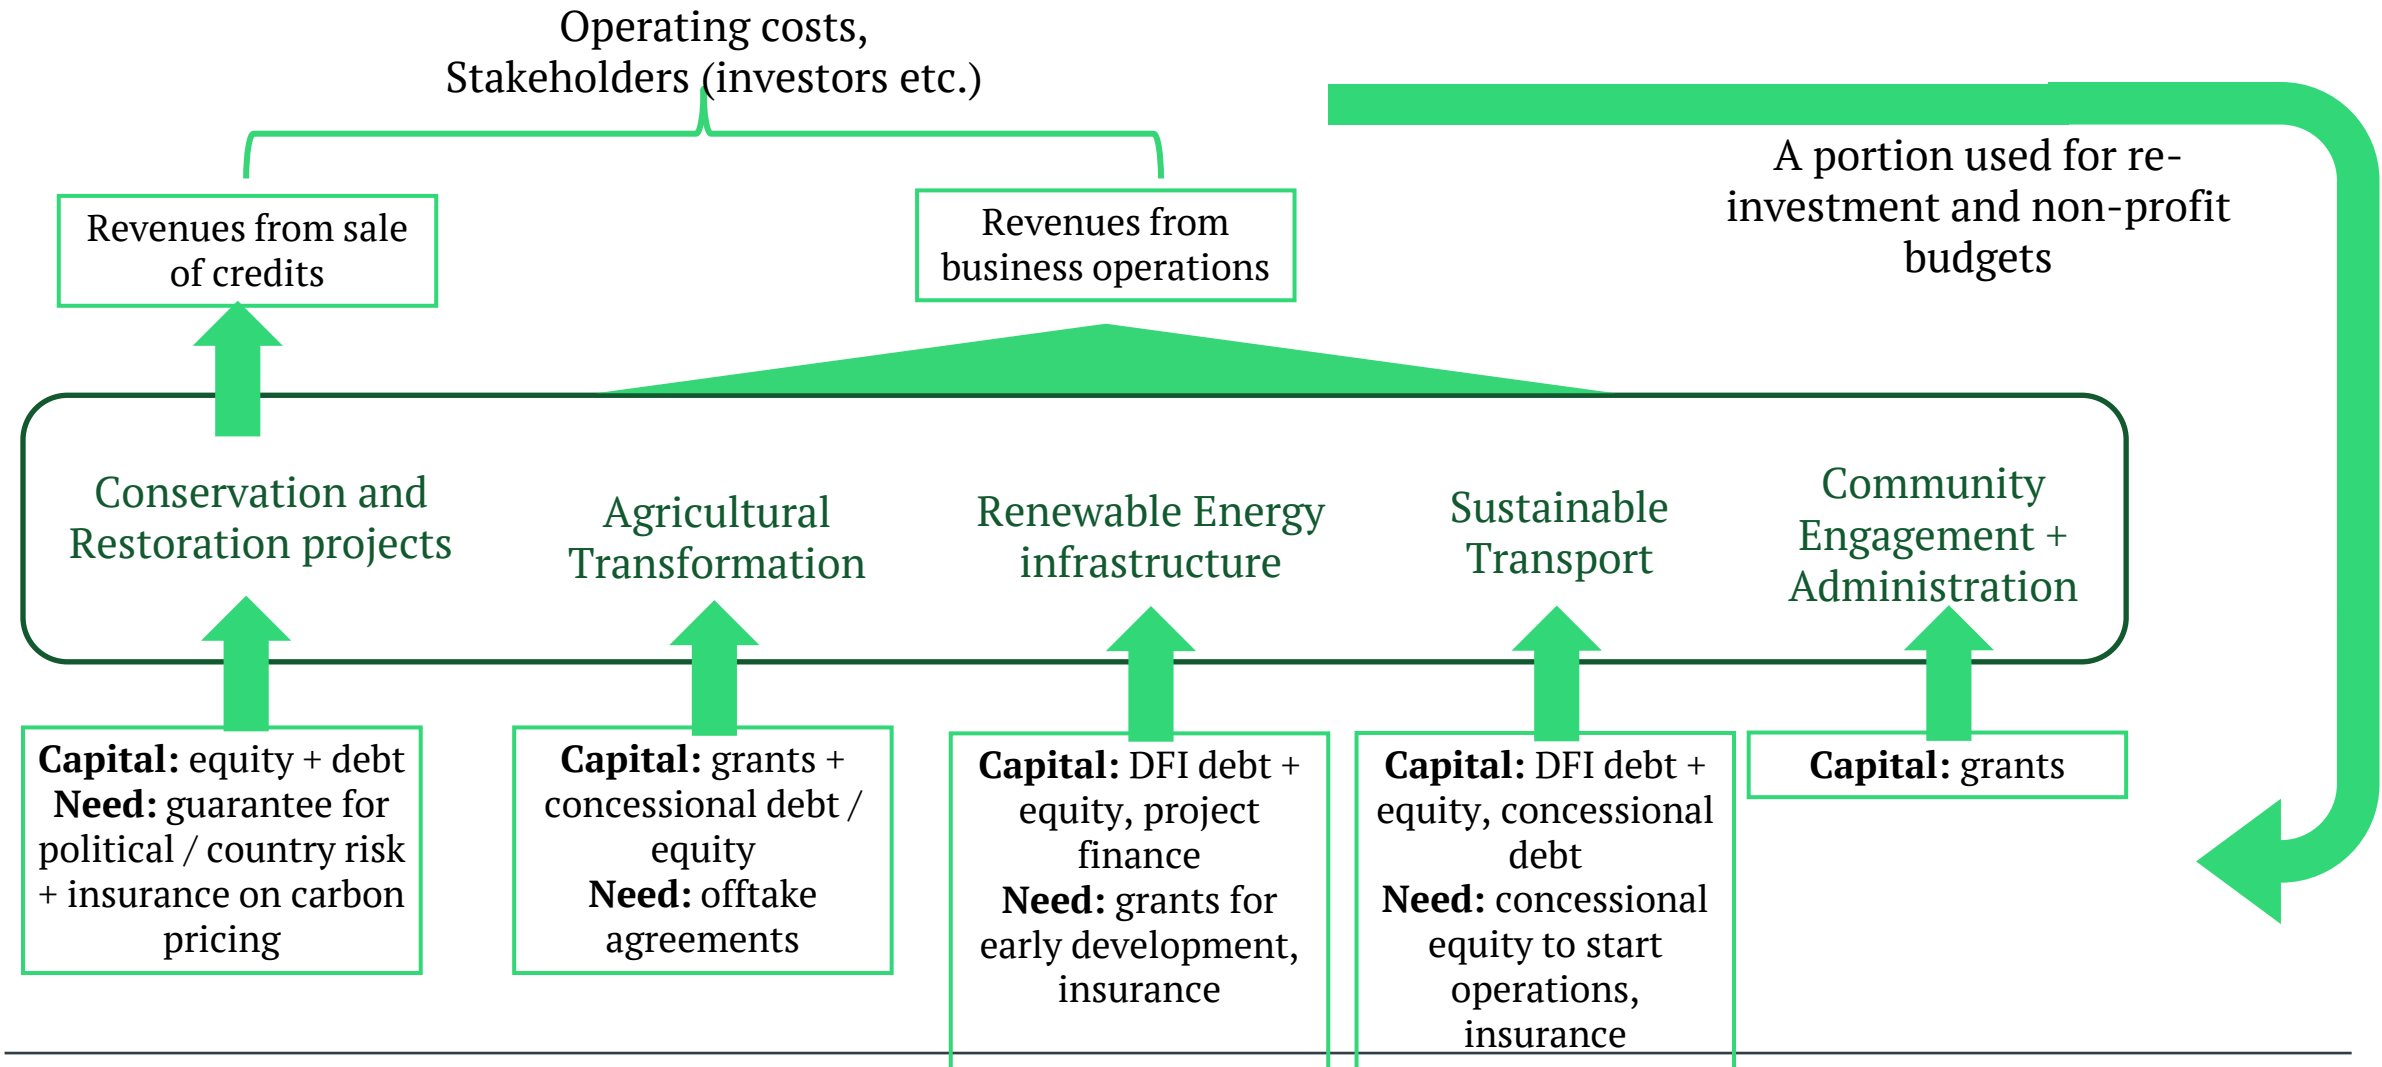 Operating costs,
Stakeholders (investors etc.)
A portion used for re-
investment and non-profit
budgets
Revenues from sale
of credits
Revenues from
business operations
Conservation and
Restoration projects
Agricultural
Transformation
Renewable Energy
infrastructure
Sustainable
Transport
Community
Engagement +
Administration
Capital: equity + debt
Need: guarantee for
political / country risk
+ insurance on carbon
pricing
Capital: grants +
concessional debt /
equity
Need: offtake
agreements
Capital: DFI debt +
equity, project
finance
Need: grants for
early development,
insurance
Capital: DFI debt +
equity, concessional
debt
Need: concessional
equity to start
operations,
insurance
Capital: grants